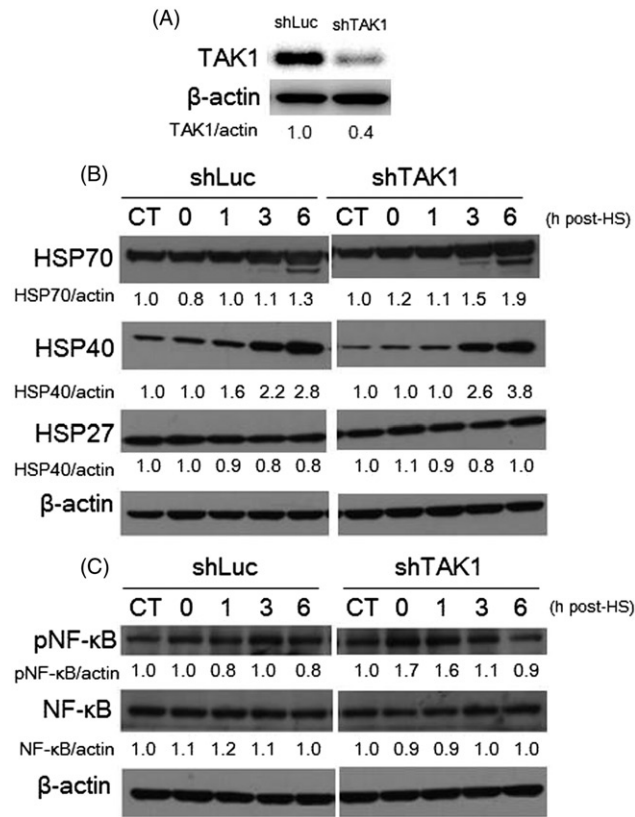 (A)
shLuc shTAK1
TAK1
β-actin
TAK1/actin 1.0 0.4
(B)
shLuc shTAK1
CT 0 1 3 6 CT 0 1 3 6 (h post-HS)
HSP70
HSP70/actin 1.0 0.8 1.0 1.1 1.3 1.0 1.2 1.1 1.5 1.9
HSP40
HSP40/actin 1.0 1.0 1.6 2.2 2.8 1.0 1.0 1.0 2.6 3.8
HSP27
HSP40/actin 1.0 1.0 0.9 0.8 0.8 1.0 1.1 0.9 0.8 1.0
β-actin
(C)
shLuc shTAK1
CT 0 1 3 6 CT 0 1 3 6 (h post-HS)
pNF-κB
pNF-κB/actin 1.0 1.0 0.8 1.0 0.8 1.0 1.7 1.6 1.1 0.9
NF-κB
NF-κB/actin 1.0 1.1 1.2 1.1 1.0 1.0 0.9 0.9 1.0 1.0
β-actin